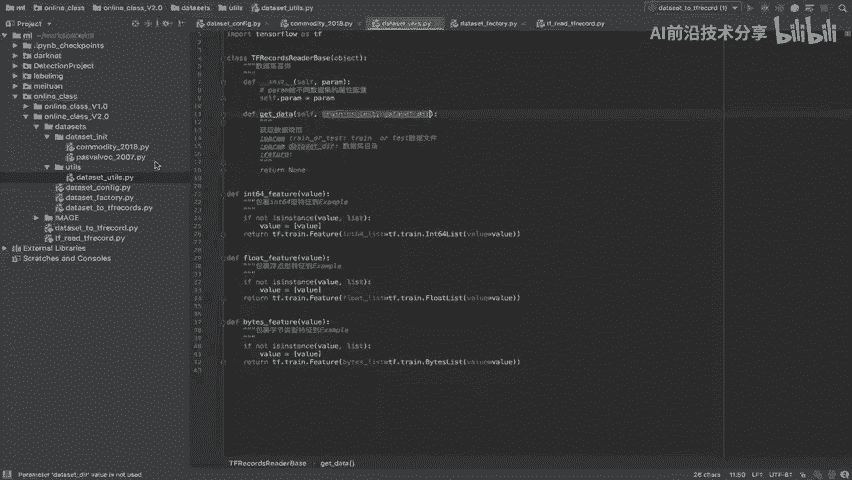 ml > online_class > online_class_V2.0 > datasets > utils > dataset_utils.py
dataset_to_tfrecord (1)
AI前沿技术分享 bilibili
Project
dataset_config.py
commodity_2018.py
dataset_utils.py
dataset_factory.py
tf_read_tfrecord.py
ml
.ipynb_checkpoints
darknet
DetectionProject
labelimg
meituan
online_class
online_class_V1.0
online_class_V2.0
datasets
dataset_init
commodity_2018.py
pasvalvoc_2007.py
utils
dataset_utils.py
dataset_config.py
dataset_factory.py
dataset_to_tfrecords.py
IMAGE
dataset_to_tfrecord.py
tf_read_tfrecord.py
External Libraries
Scratches and Consoles
import tensorflow as tf
class TFRecordsReaderBase(object):
"""数据集基类
"""
def __init__(self, param):
# param给不同数据集的属性配置
self.param = param
def get_data(self, train_or_test, dataset_dir):
"""
获取数据规范
:param train_or_test: train or test数据文件
:param dataset_dir: 数据集目录
:return:
"""
return None
def int64_feature(value):
"""包裹int64型特征到Example
"""
if not isinstance(value, list):
value = [value]
return tf.train.Feature(int64_list=tf.train.Int64List(value=value))
def float_feature(value):
"""包裹浮点型特征到Example
"""
if not isinstance(value, list):
value = [value]
return tf.train.Feature(float_list=tf.train.FloatList(value=value))
def bytes_feature(value):
"""包裹字节类型特征到Example
"""
if not isinstance(value, list):
value = [value]
return tf.train.Feature(bytes_list=tf.train.BytesList(value=value))
TFRecordsReaderBase > get_data()
Parameter 'dataset_dir' value is not used
26 chars 11:50 LF UTF-8